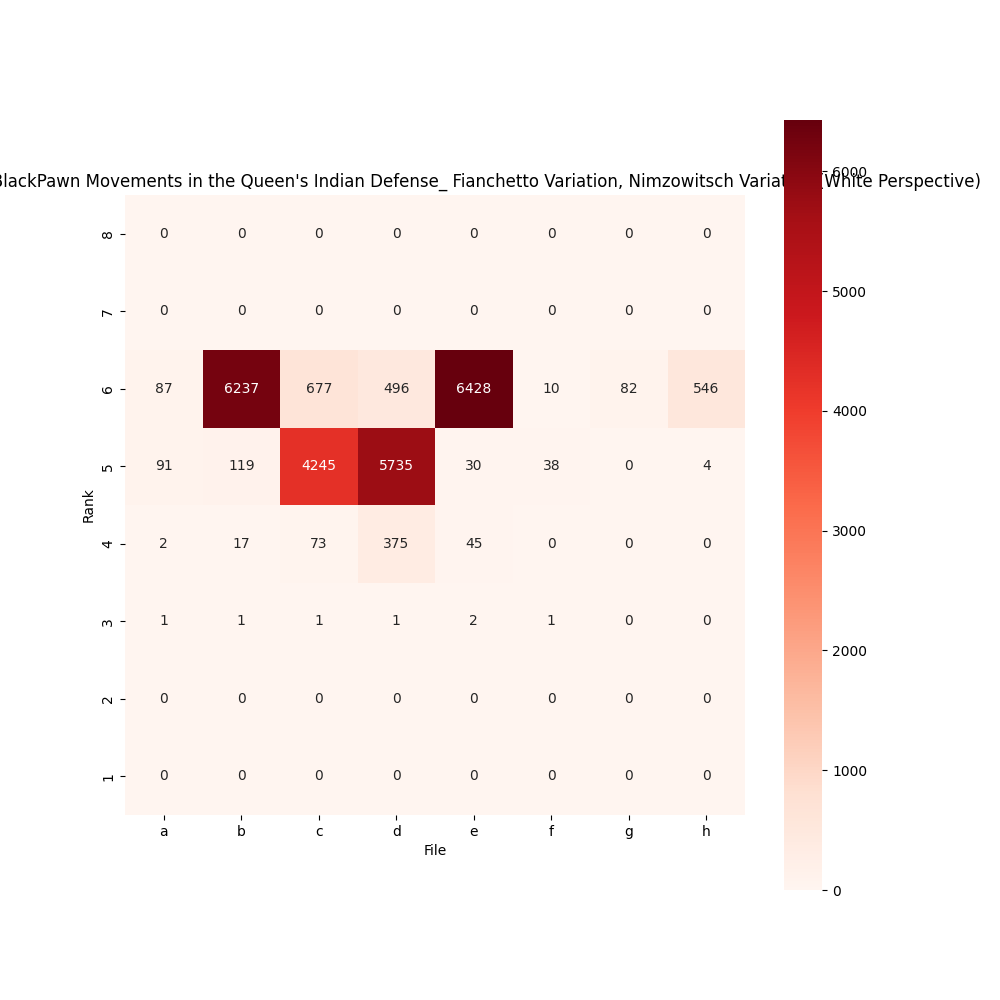 BlackPawn Movements in the Queen's Indian Defense_ Fianchetto Variation, Nimzowitsch (White Perspective)
8 0 0 0 0 0 0 0 0
7 0 0 0 0 0 0 0 0
6 87 6237 677 496 6428 10 82 546
5 91 119 4245 5735 30 38 0 4
4 2 17 73 375 45 0 0 0
3 1 1 1 1 2 1 0 0
2 0 0 0 0 0 0 0 0
1 0 0 0 0 0 0 0 0
a b c d e f g h
File
Rank
6000
5000
4000
3000
2000
1000
0